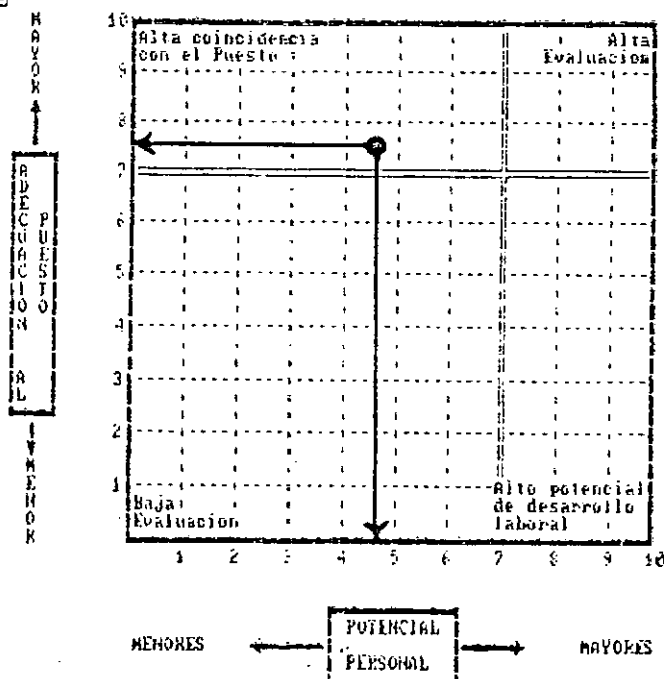 MAYOR
ADECUACION AL
PUESTO
MENOR
10
9
8
7
6
5
4
3
2
1
Alta coincidencia
con el Puesto
Alta
Evaluacion
Baja
Evaluacion
Alto potencial
de desarrollo
laboral
1 2 3 4 5 6 7 8 9 10
MENORES
POTENCIAL
PERSONAL
MAYORES